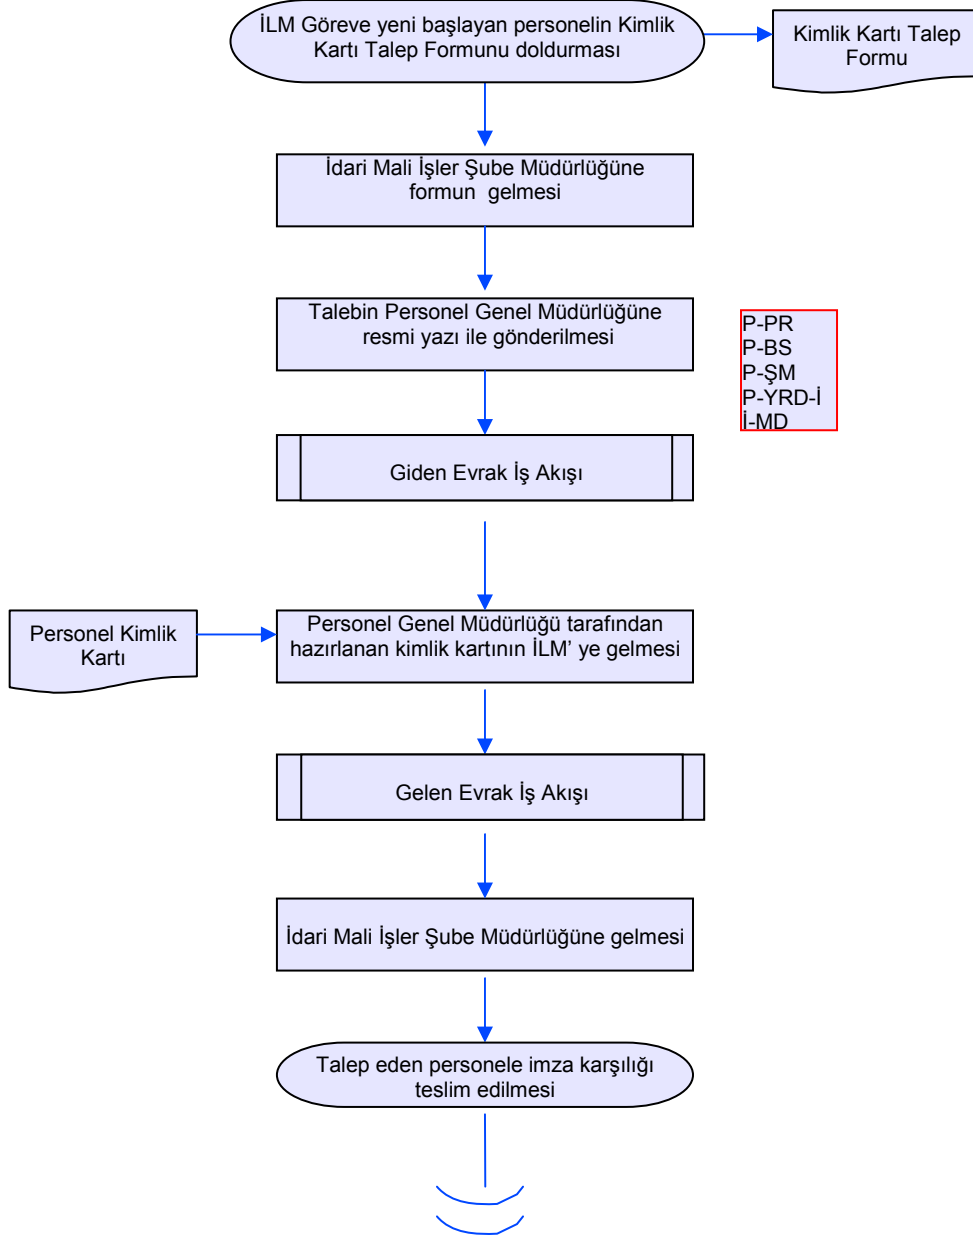 İLM Göreve yeni başlayan personelin Kimlik
Kartı Talep Formunu doldurması
Kimlik Kartı Talep
Formu
İdari Mali İşler Şube Müdürlüğüne
formun  gelmesi
Talebin Personel Genel Müdürlüğüne
resmi yazı ile gönderilmesi
P-PR
P-BS
P-ŞM
P-YRD-İ
İ-MD
Giden Evrak İş Akışı
Personel Kimlik
Kartı
Personel Genel Müdürlüğü tarafından
hazırlanan kimlik kartının İLM’ ye gelmesi
Gelen Evrak İş Akışı
İdari Mali İşler Şube Müdürlüğüne gelmesi
Talep eden personele imza karşılığı
teslim edilmesi